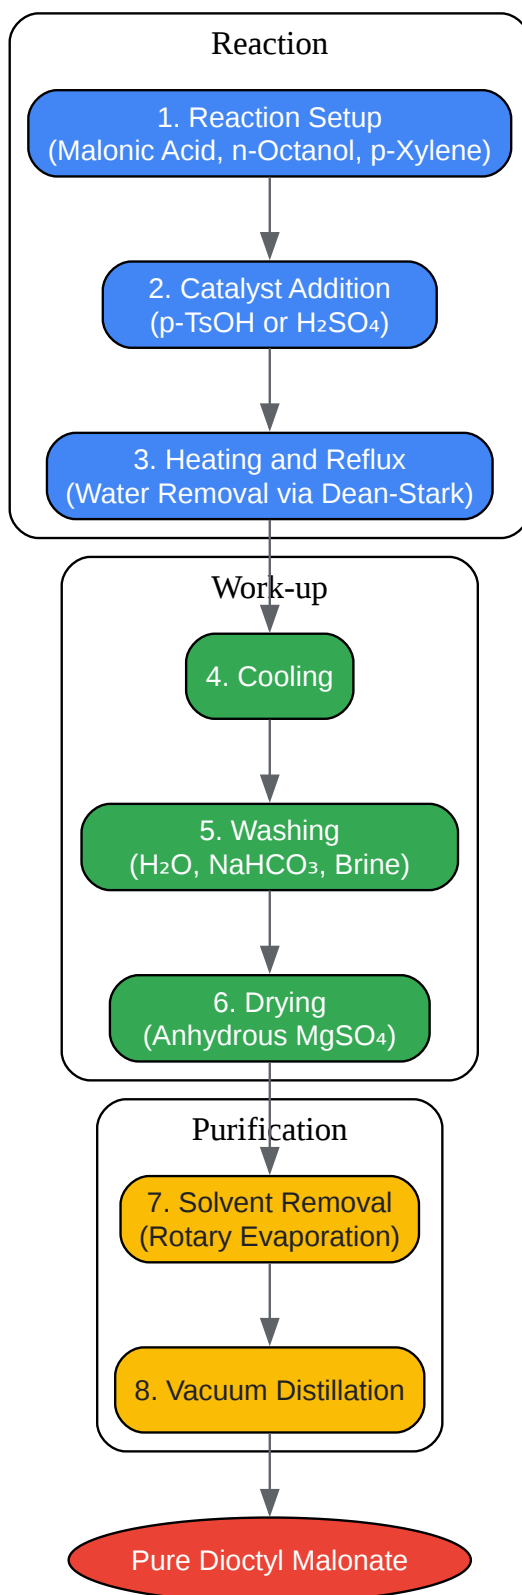 Reaction
1. Reaction Setup
(Malonic Acid, n-Octanol, p-Xylene)
2. Catalyst Addition
(p-TsOH or H₂SO₄)
3. Heating and Reflux
(Water Removal via Dean-Stark)
Work-up
4. Cooling
5. Washing
(H₂O, NaHCO₃, Brine)
6. Drying
(Anhydrous MgSO₄)
Purification
7. Solvent Removal
(Rotary Evaporation)
8. Vacuum Distillation
Pure Dioctyl Malonate